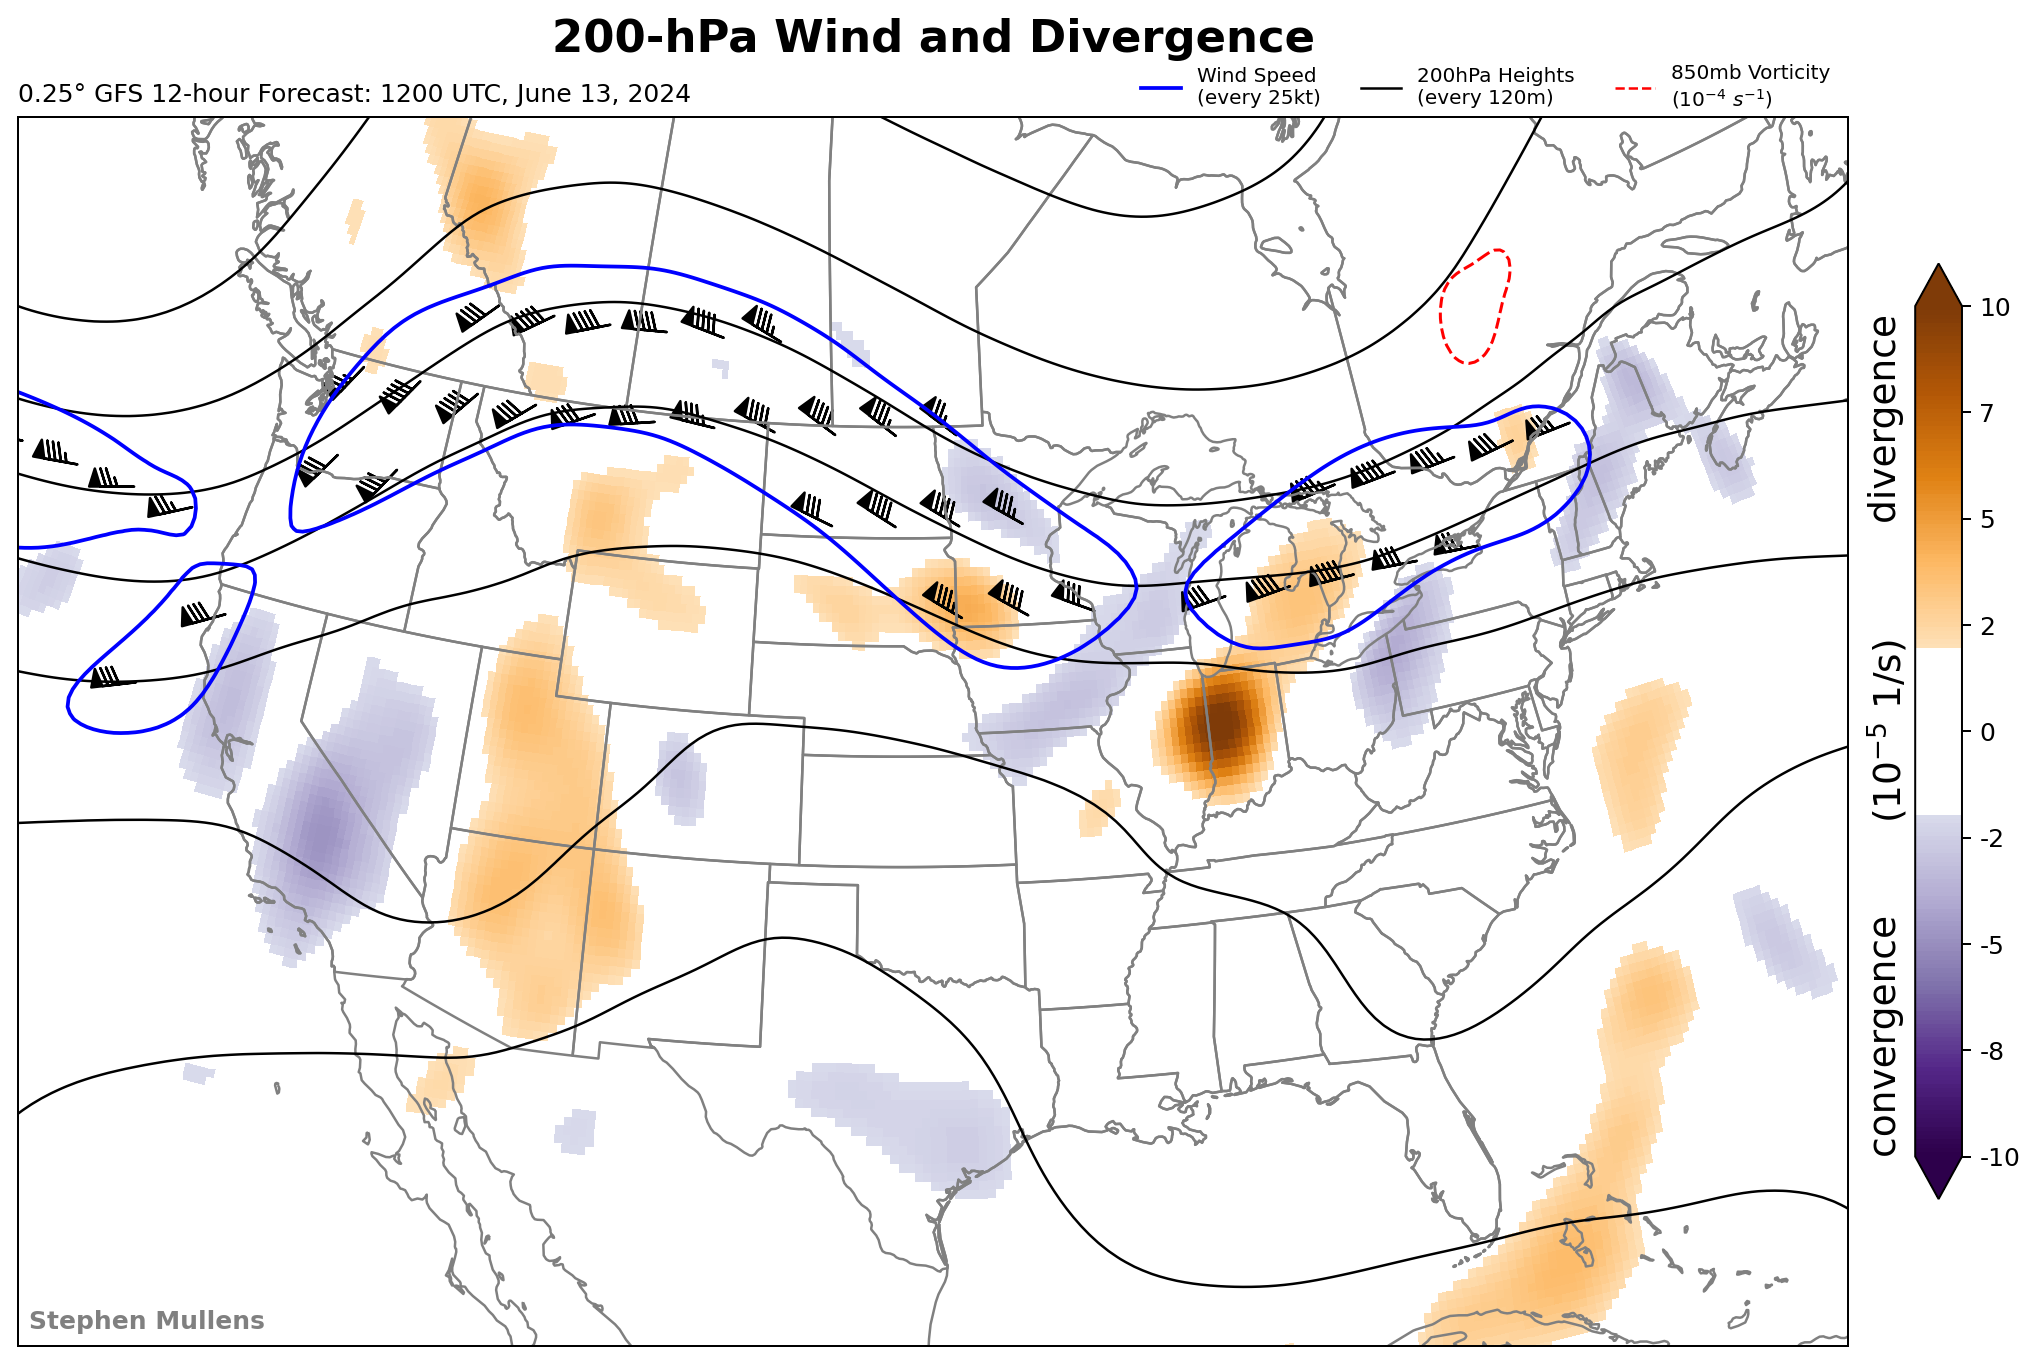 200-hPa Wind and Divergence
0.25° GFS 12-hour Forecast: 1200 UTC, June 13, 2024
Wind Speed
(every 25kt)
200hPa Heights
(every 120m)
850mb Vorticity
(10⁻⁴ s⁻¹)
10
7
5
2
0
-2
-5
-8
-10
convergence (10⁻⁵ 1/s) divergence
Stephen Mullens